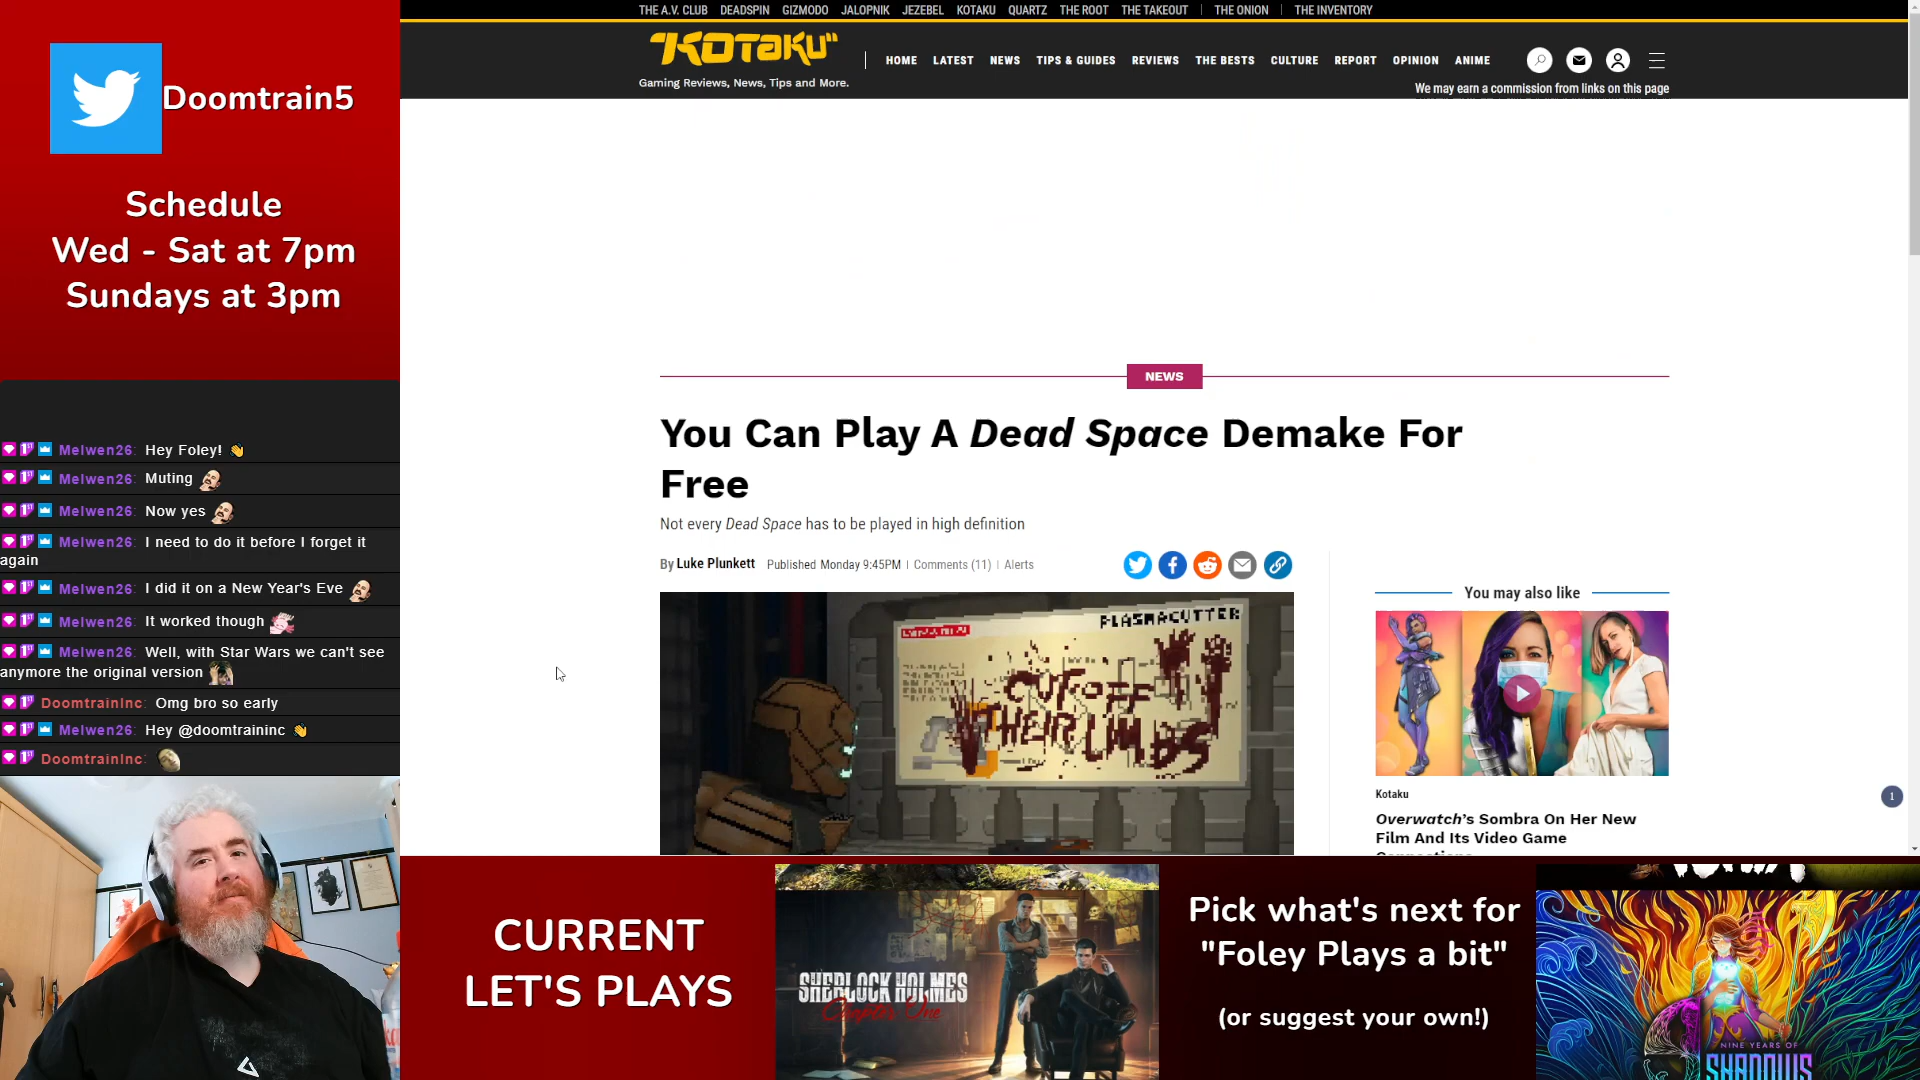 Doomtrain5
Schedule
Wed - Sat at 7pm
Sundays at 3pm
Melwen26: Hey Foley!
Melwen26: Muting
Melwen26: Now yes
Melwen26: I need to do it before I forget it
again
Melwen26: I did it on a New Year's Eve
Melwen26: It worked though
Melwen26: Well, with Star Wars we can't see
anymore the original version
DoomtrainInc: Omg bro so early
Melwen26: Hey @doomtraininc
DoomtrainInc:
THE A.V. CLUB DEADSPIN GIZMODO JALOPNIK JEZEBEL KOTAKU QUARTZ THE ROOT THE TAKEOUT THE ONION THE INVENTORY
"KOTAKU"
Gaming Reviews, News, Tips and More.
HOME LATEST NEWS TIPS & GUIDES REVIEWS THE BESTS CULTURE REPORT OPINION ANIME
We may earn a commission from links on this page
NEWS
You Can Play A Dead Space Demake For
Free
Not every Dead Space has to be played in high definition
By Luke Plunkett Published Monday 9:45PM | Comments (11) | Alerts
PLASMACUTTER
CUT OFF
THEIR LIMBS
You may also like
Kotaku
Overwatch's Sombra On Her New
Film And Its Video Game
Connections
1
CURRENT
LET'S PLAYS
SHERLOCK HOLMES
Chapter One
Pick what's next for
"Foley Plays a bit"
(or suggest your own!)
NINE YEARS OF
SHADOWS